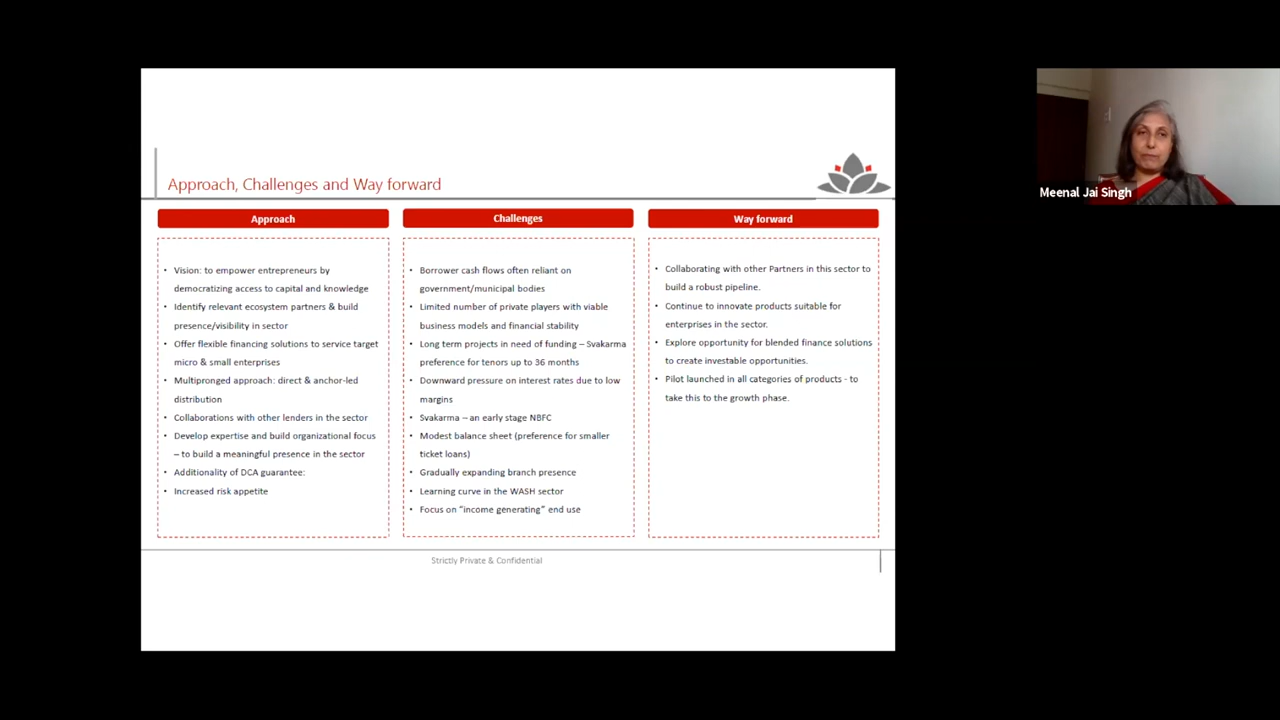 Approach, Challenges and Way forward
Approach
• Vision: to empower entrepreneurs by
democratizing access to capital and knowledge
• Identify relevant ecosystem partners & build
presence/visibility in sector
• Offer flexible financing solutions to service target
micro & small enterprises
• Multipronged approach: direct & anchor-led
distribution
• Collaborations with other lenders in the sector
• Develop expertise and build organizational focus
– to build a meaningful presence in the sector
• Additionality of DCA guarantee:
• Increased risk appetite
Challenges
• Borrower cash flows often reliant on
government/municipal bodies
• Limited number of private players with viable
business models and financial stability
• Long term projects in need of funding – Svakarma
preference for tenors up to 36 months
• Downward pressure on interest rates due to low
margins
• Svakarma – an early stage NBFC
• Modest balance sheet (preference for smaller
ticket loans)
• Gradually expanding branch presence
• Learning curve in the WASH sector
• Focus on “income generating” end use
Way forward
• Collaborating with other Partners in this sector to
build a robust pipeline.
• Continue to innovate products suitable for
enterprises in the sector.
• Explore opportunity for blended finance solutions
to create investable opportunities.
• Pilot launched in all categories of products - to
take this to the growth phase.
Strictly Private & Confidential
Meenal Jai Singh